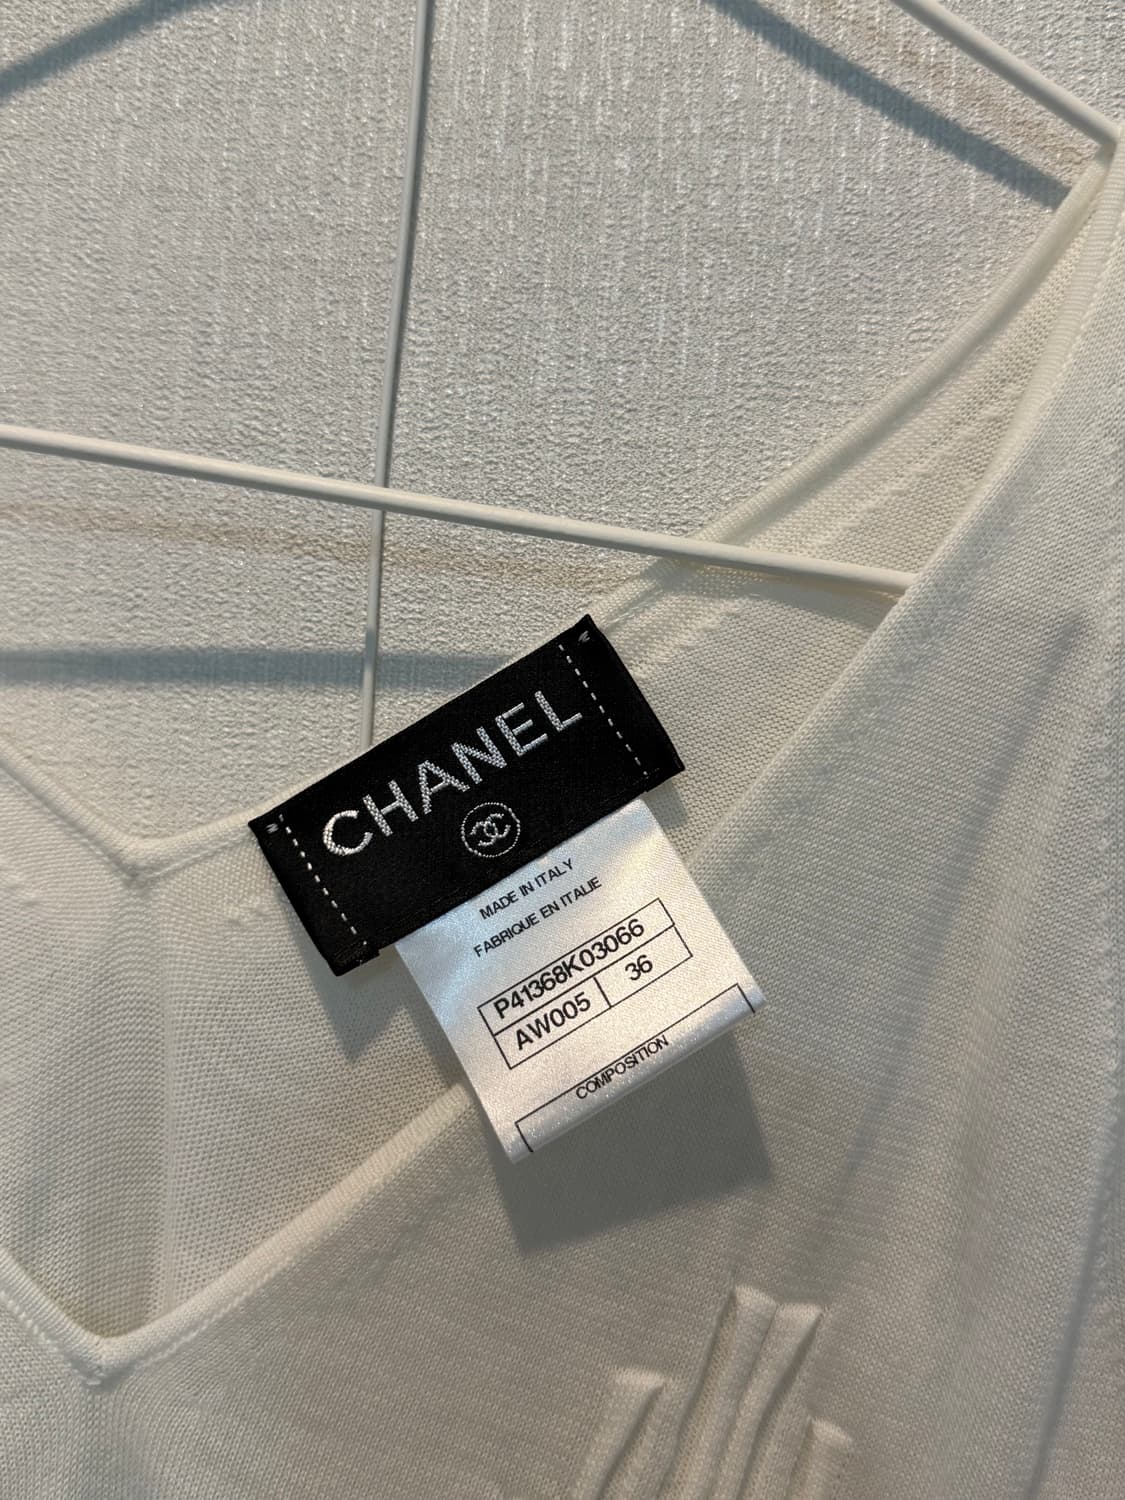 CHANEL
MADE IN ITALY
FABRIQUE EN ITALIE
P41368K03066
AW005 36
COMPOSITION